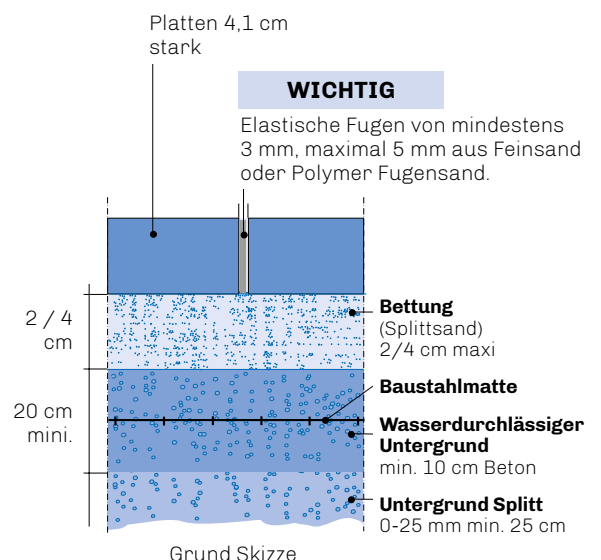 Platten 4,1 cm
stark
WICHTIG
Elastische Fugen von mindestens
3 mm, maximal 5 mm aus Feinsand
oder Polymer Fugensand.
2 / 4
cm
Bettung
(Splittsand)
2/4 cm maxi
Baustahlmatte
20 cm
mini.
Wasserdurchlässiger
Untergrund
min. 10 cm Beton
Untergrund Splitt
0-25 mm min. 25 cm
Grund Skizze